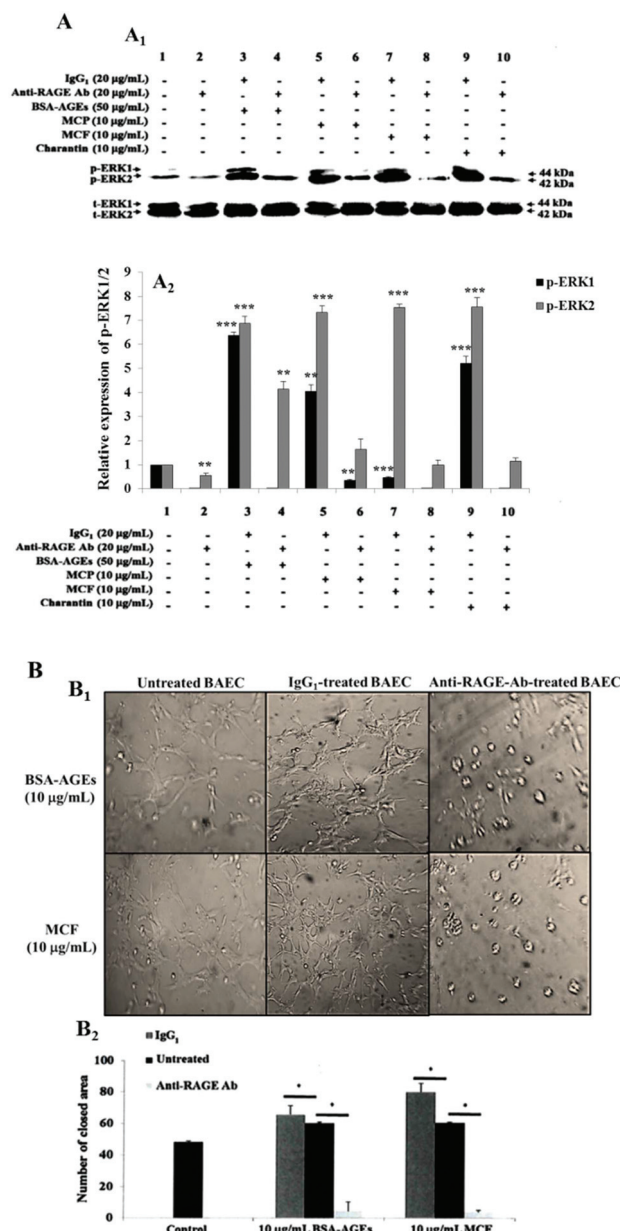 A
A1
1 2 3 4 5 6 7 8 9 10
IgG1 (20 µg/mL) - - + - + - + - + -
Anti-RAGE Ab (20 µg/mL) - + - + - + - + - +
BSA-AGEs (50 µg/mL) - - + + - - - - - -
MCP (10 µg/mL) - - - - + + - - - -
MCF (10 µg/mL) - - - - - - + + - -
Charantin (10 µg/mL) - - - - - - - - + +
p-ERK1 44 kDa
p-ERK2 42 kDa
t-ERK1 44 kDa
t-ERK2 42 kDa
A2
p-ERK1
p-ERK2
Relative expression of p-ERK1/2
9
8
7
6
5
4
3
2
1
0
** *** *** ** ** *** ** *** *** *** ***
1 2 3 4 5 6 7 8 9 10
IgG1 (20 µg/mL) - - + - + - + - + -
Anti-RAGE Ab (20 µg/mL) - + - + - + - + - +
BSA-AGEs (50 µg/mL) - - + + - - - - - -
MCP (10 µg/mL) - - - - + + - - - -
MCF (10 µg/mL) - - - - - - + + - -
Charantin (10 µg/mL) - - - - - - - - + +
B
B1
Untreated BAEC IgG1-treated BAEC Anti-RAGE-Ab-treated BAEC
BSA-AGEs
(10 µg/mL)
MCF
(10 µg/mL)
B2
IgG1
Untreated
Anti-RAGE Ab
Number of closed area
100
80
60
40
20
0
* * * *
Control 10 µg/mL BSA-AGEs 10 µg/mL MCF